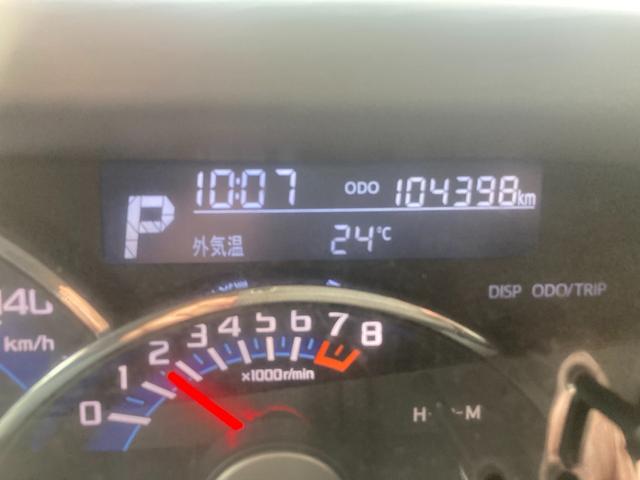 10:07 ODO 104398km
P
外気温 24℃
DISP ODO/TRIP
140
km/h
0 1 2 3 4 5 6 7 8
×1000r/min